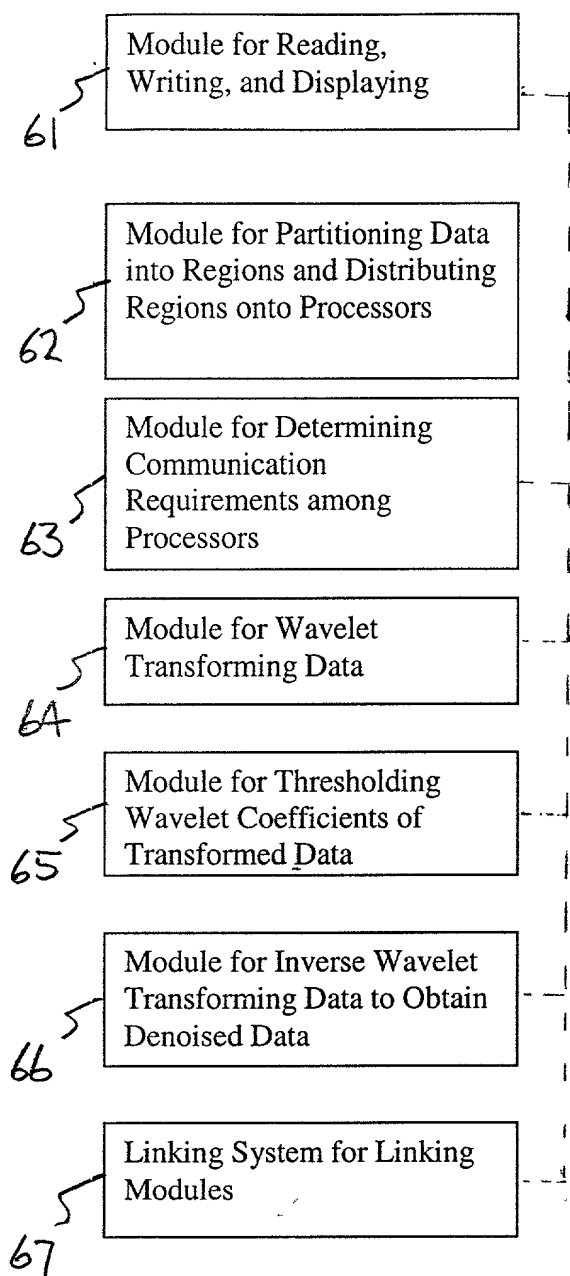 Module for Reading,
Writing, and Displaying
61
Module for Partitioning Data
into Regions and Distributing
Regions onto Processors
62
Module for Determining
Communication
Requirements among
Processors
63
Module for Wavelet
Transforming Data
64
Module for Thresholding
Wavelet Coefficients of
Transformed Data
65
Module for Inverse Wavelet
Transforming Data to Obtain
Denoised Data
66
Linking System for Linking
Modules
67